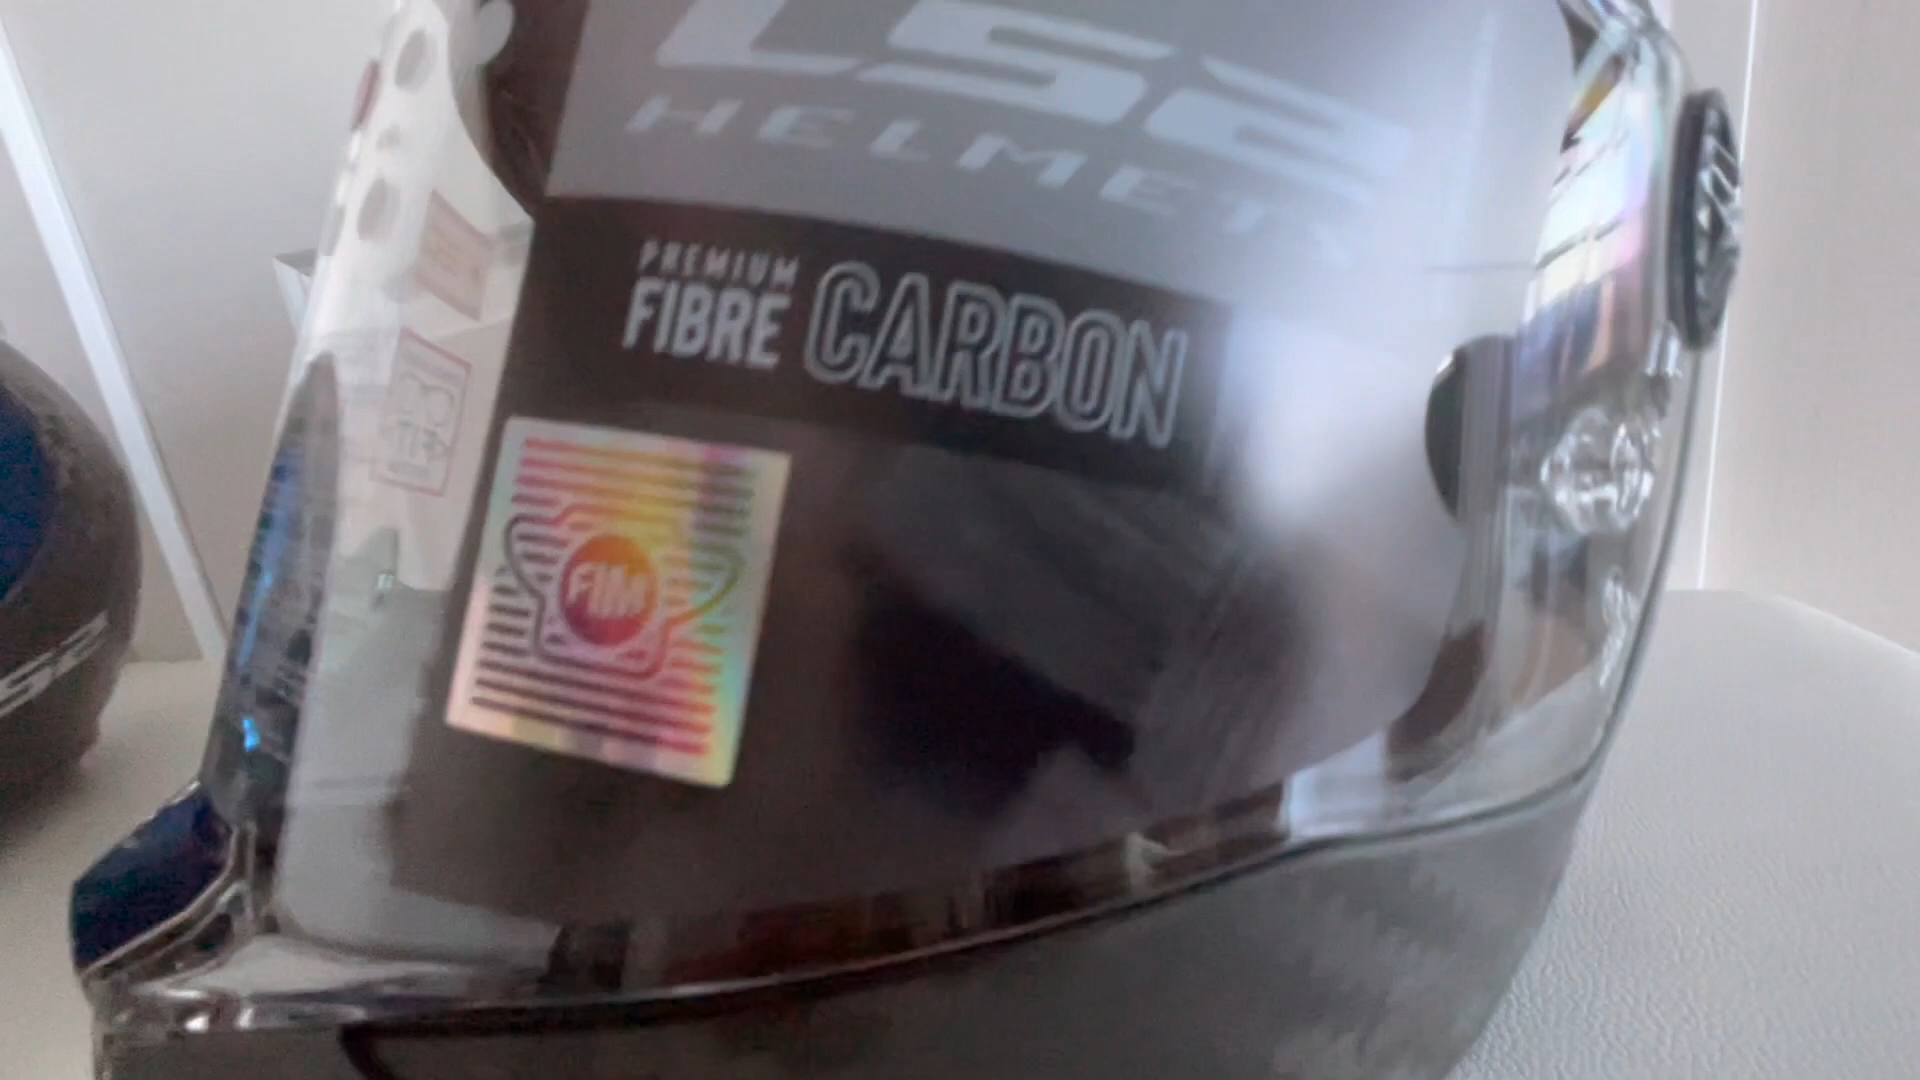 LS2
HELMETS
PREMIUM
FIBRE CARBON
FIM